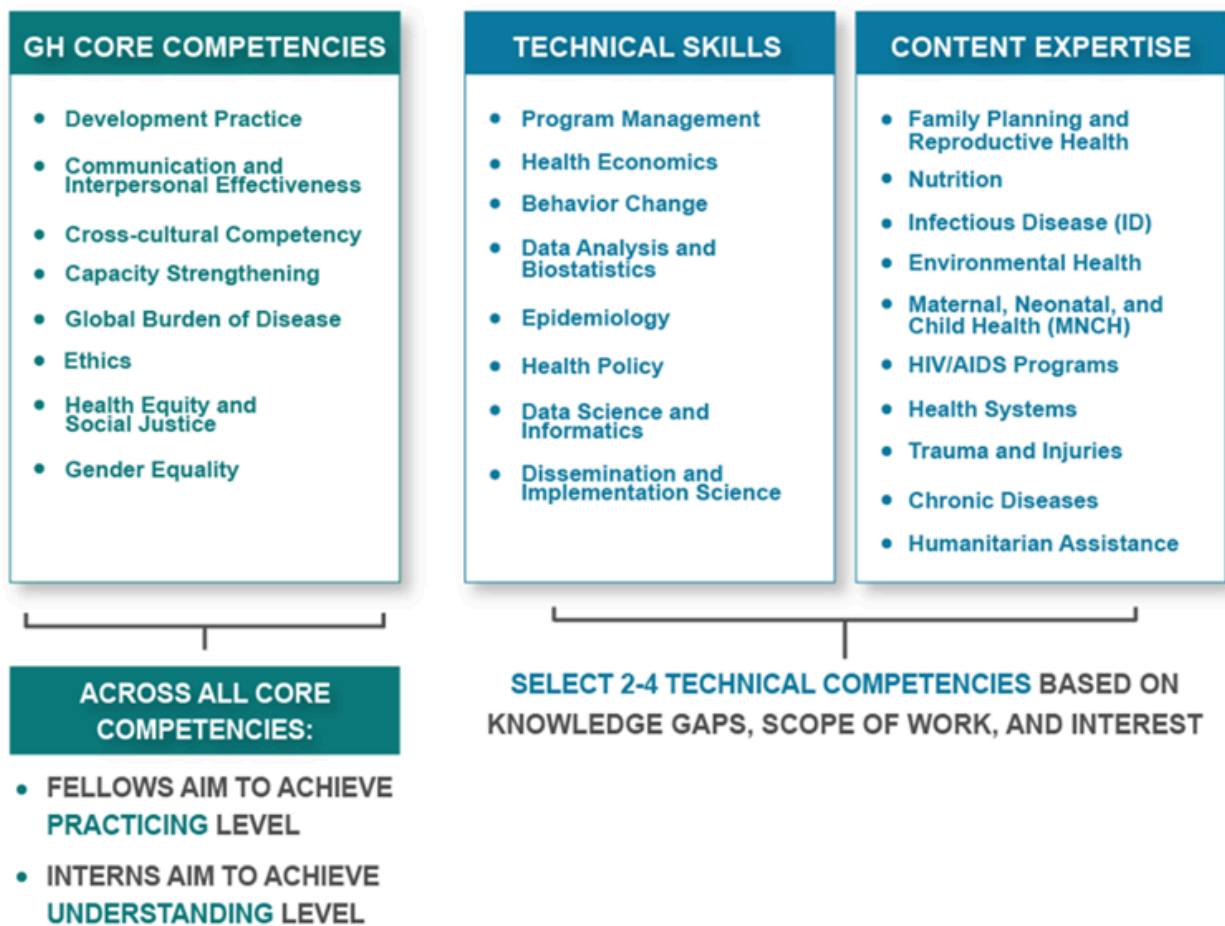 GH CORE COMPETENCIES
• Development Practice
• Communication and
Interpersonal Effectiveness
• Cross-cultural Competency
• Capacity Strengthening
• Global Burden of Disease
• Ethics
• Health Equity and
Social Justice
• Gender Equality
ACROSS ALL CORE
COMPETENCIES:
• FELLOWS AIM TO ACHIEVE
PRACTICING LEVEL
• INTERNS AIM TO ACHIEVE
UNDERSTANDING LEVEL
TECHNICAL SKILLS
• Program Management
• Health Economics
• Behavior Change
• Data Analysis and
Biostatistics
• Epidemiology
• Health Policy
• Data Science and
Informatics
• Dissemination and
Implementation Science
CONTENT EXPERTISE
• Family Planning and
Reproductive Health
• Nutrition
• Infectious Disease (ID)
• Environmental Health
• Maternal, Neonatal, and
Child Health (MNCH)
• HIV/AIDS Programs
• Health Systems
• Trauma and Injuries
• Chronic Diseases
• Humanitarian Assistance
SELECT 2-4 TECHNICAL COMPETENCIES BASED ON
KNOWLEDGE GAPS, SCOPE OF WORK, AND INTEREST